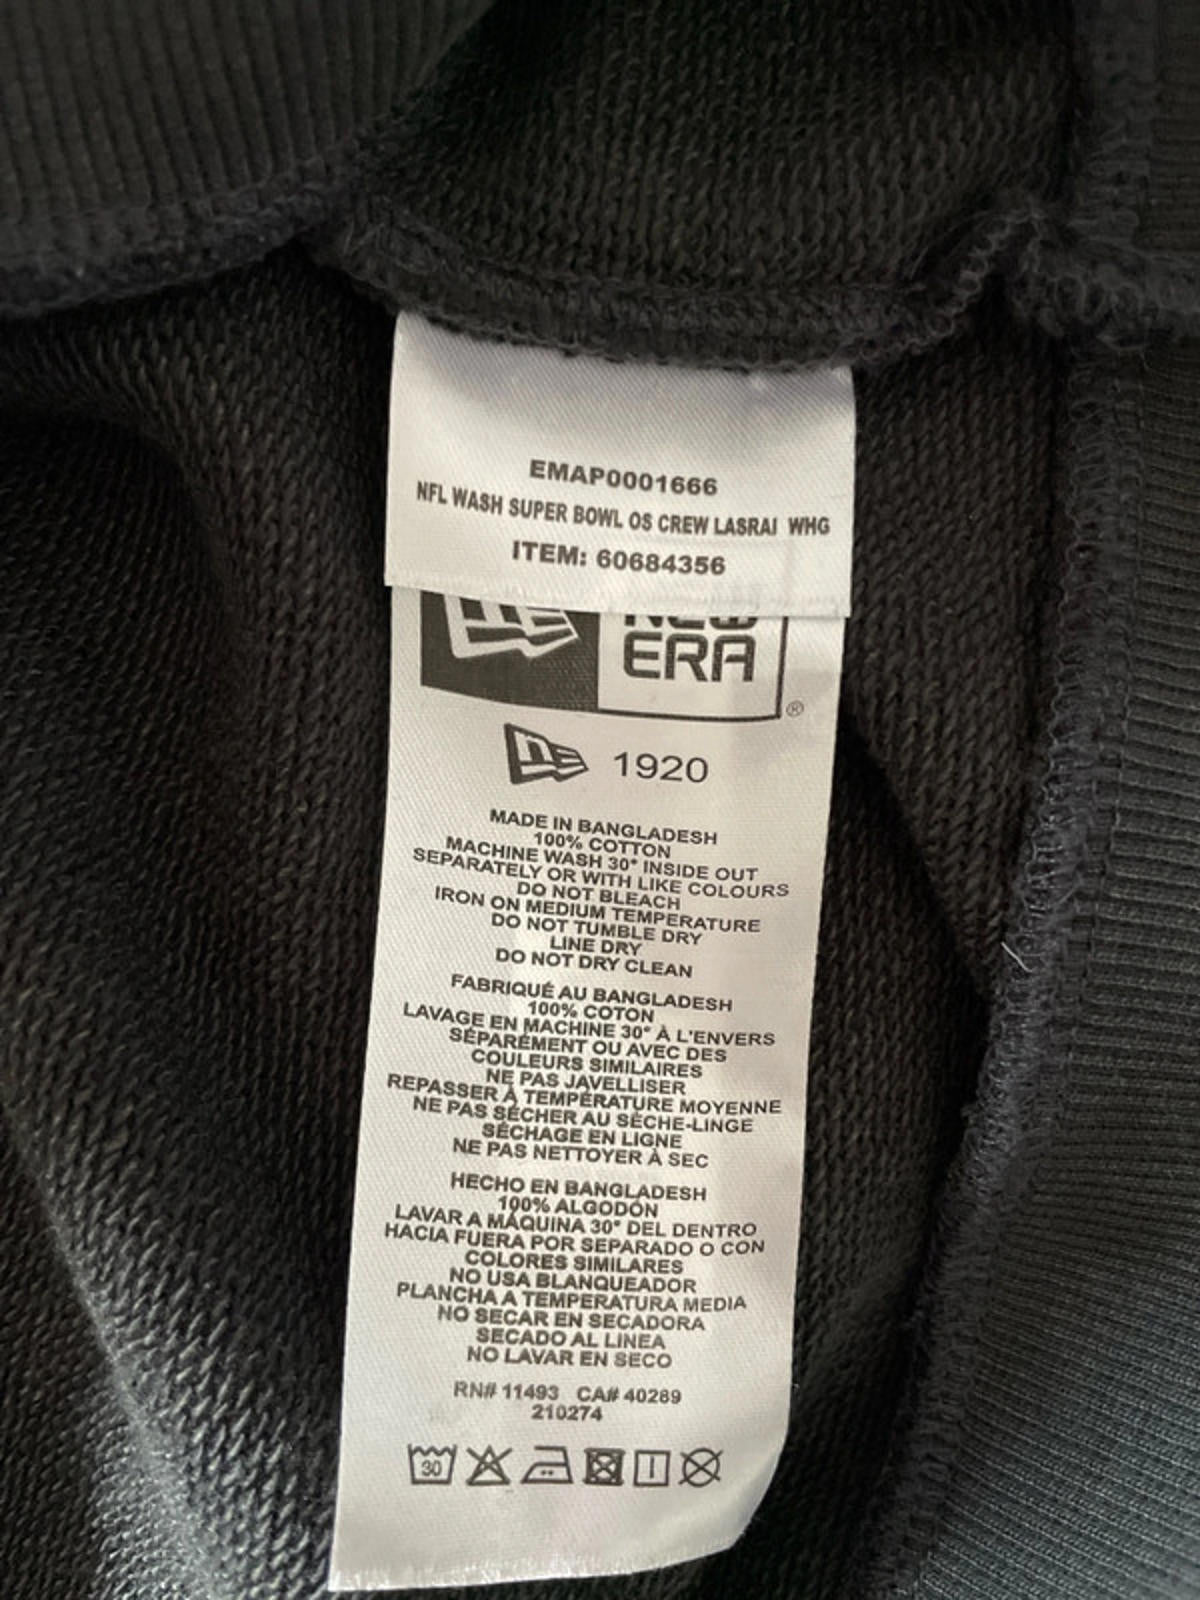 EMAP0001666
NFL WASH SUPER BOWL OS CREW LASRAI WHG
ITEM: 60684356
NE NEW
ERA
®
NE 1920
MADE IN BANGLADESH
100% COTTON
MACHINE WASH 30° INSIDE OUT
SEPARATELY OR WITH LIKE COLOURS
DO NOT BLEACH
IRON ON MEDIUM TEMPERATURE
DO NOT TUMBLE DRY
LINE DRY
DO NOT DRY CLEAN
FABRIQUÉ AU BANGLADESH
100% COTON
LAVAGE EN MACHINE 30° À L'ENVERS
SÉPARÉMENT OU AVEC DES
COULEURS SIMILAIRES
NE PAS JAVELLISER
REPASSER À TEMPÉRATURE MOYENNE
NE PAS SÉCHER AU SÈCHE-LINGE
SÉCHAGE EN LIGNE
NE PAS NETTOYER À SEC
HECHO EN BANGLADESH
100% ALGODÓN
LAVAR A MÁQUINA 30° DEL DENTRO
HACIA FUERA POR SEPARADO O CON
COLORES SIMILARES
NO USA BLANQUEADOR
PLANCHA A TEMPERATURA MEDIA
NO SECAR EN SECADORA
SECADO AL LINEA
NO LAVAR EN SECO
RN# 11493 CA# 40289
210274
30